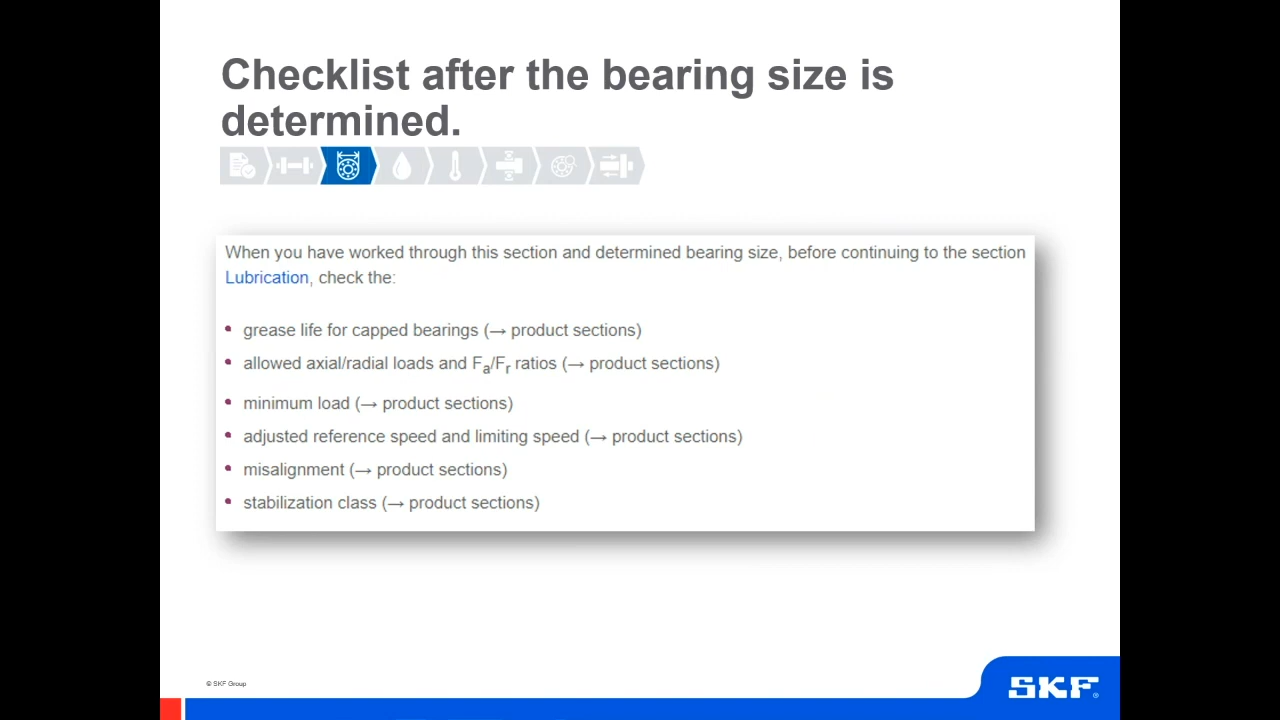 Checklist after the bearing size is
determined.
When you have worked through this section and determined bearing size, before continuing to the section
Lubrication, check the:
• grease life for capped bearings (→ product sections)
• allowed axial/radial loads and Fa/Fr ratios (→ product sections)
• minimum load (→ product sections)
• adjusted reference speed and limiting speed (→ product sections)
• misalignment (→ product sections)
• stabilization class (→ product sections)
© SKF Group
SKF®